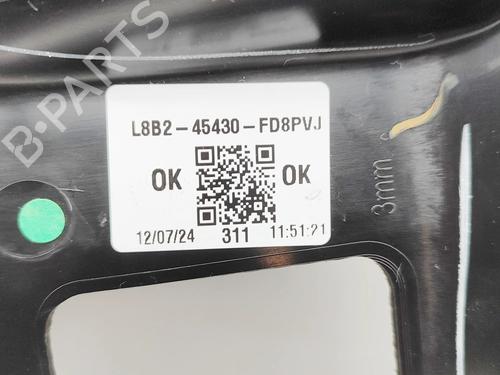 B-PARTS
L8B2-45430-FD8PVJ
OK OK
12/07/24 311 11:51:21
3mm